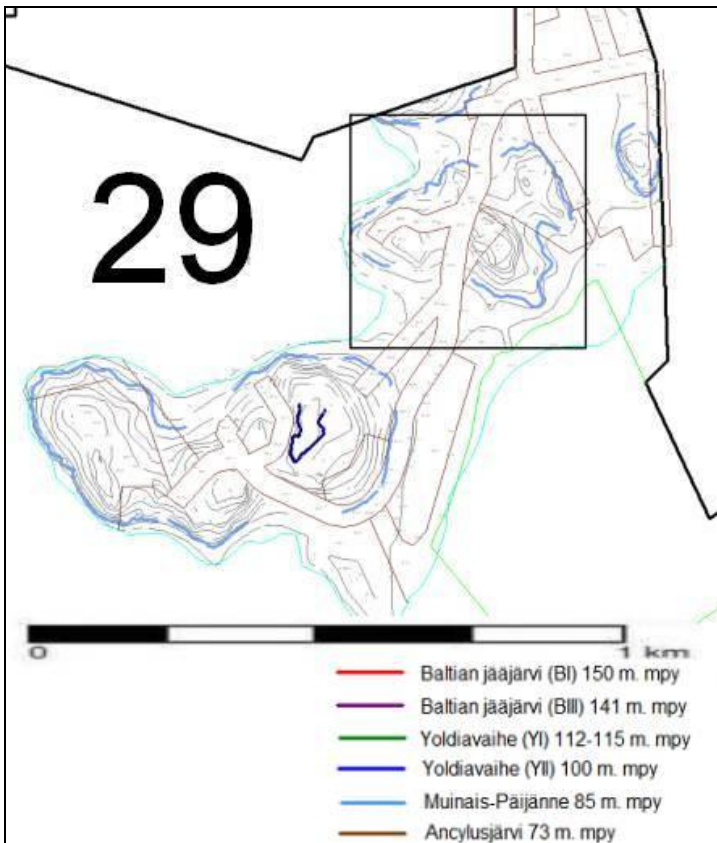 29
0 1 km
Baltian jääjärvi (BI) 150 m. mpy
Baltian jääjärvi (BIII) 141 m. mpy
Yoldiavaihe (YI) 112-115 m. mpy
Yoldiavaihe (YII) 100 m. mpy
Muinais-Päijänne 85 m. mpy
Ancylusjärvi 73 m. mpy